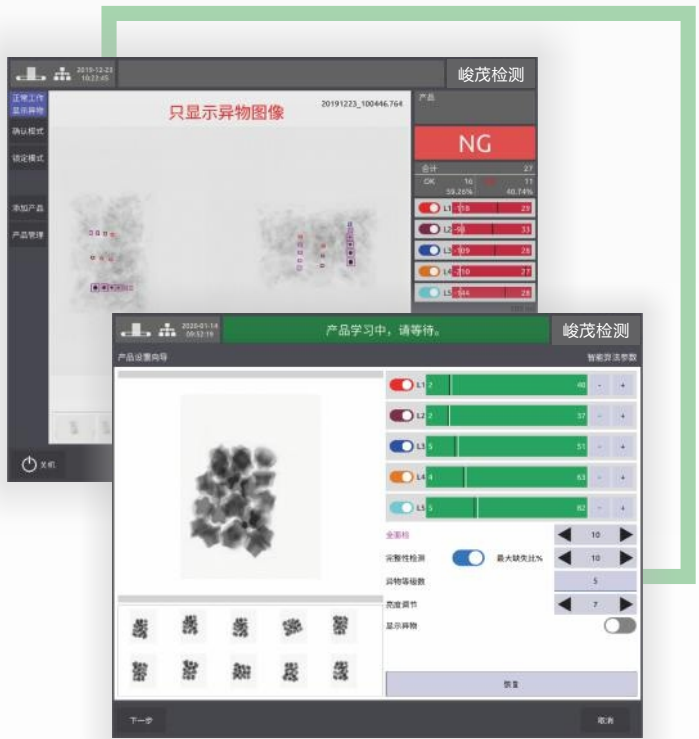 2019-12-23
10:23:45
峻茂检测
正常工作
显示异物
确认模式
锁定模式
添加产品
产品管理
关机
只显示异物图像
20191223_100446.764
产品
NG
合计 27
OK 16 11
59.26% 40.74%
L1 -118 29
L2 33
L3 28
L4 -210 27
L5 28
2020-01-14
09:52:19
产品学习中，请等待。
峻茂检测
产品设置向导
智能算法参数
L1 2 40 - +
L2 2 37 - +
L3 5 51 - +
L4 4 63 - +
L5 5 62 - +
全面档 10
完整性检测 最大缺失比% 10
异物等级数 5
亮度调节 7
显示异物
恢复
下一步
取消